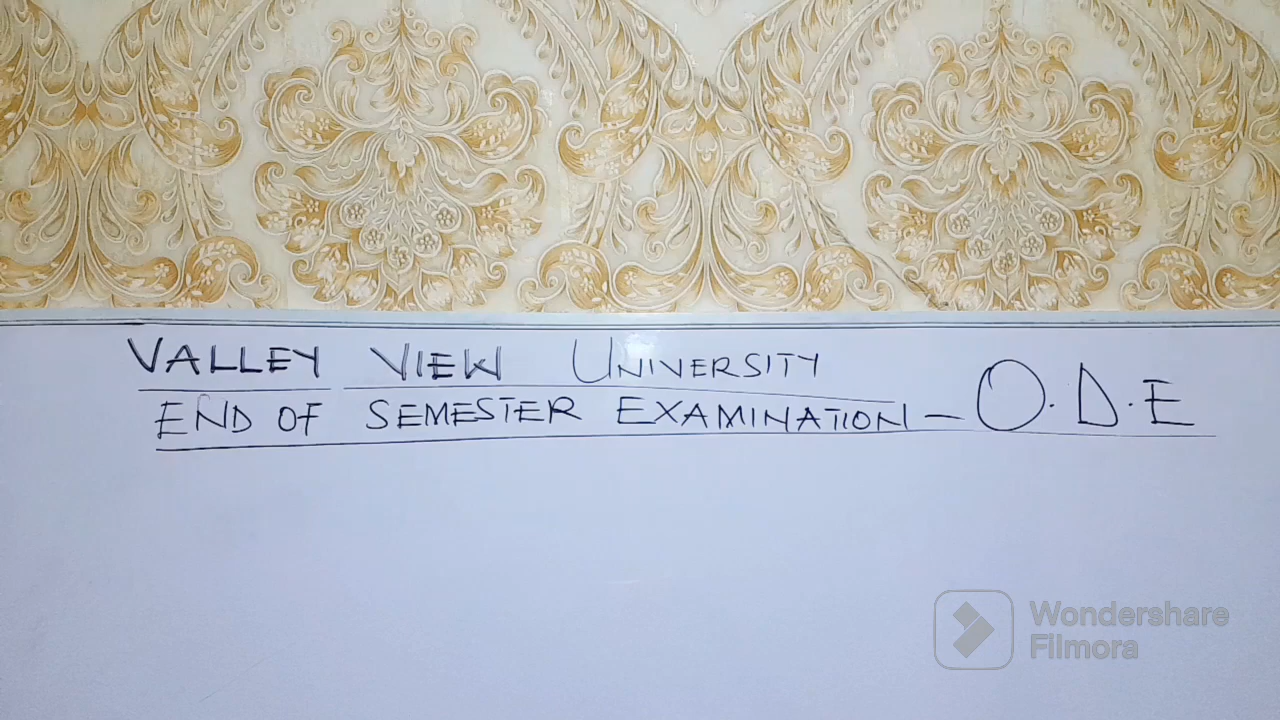 VALLEY VIEW UNIVERSITY
END OF SEMESTER EXAMINATION – O.D.E
Wondershare
Filmora